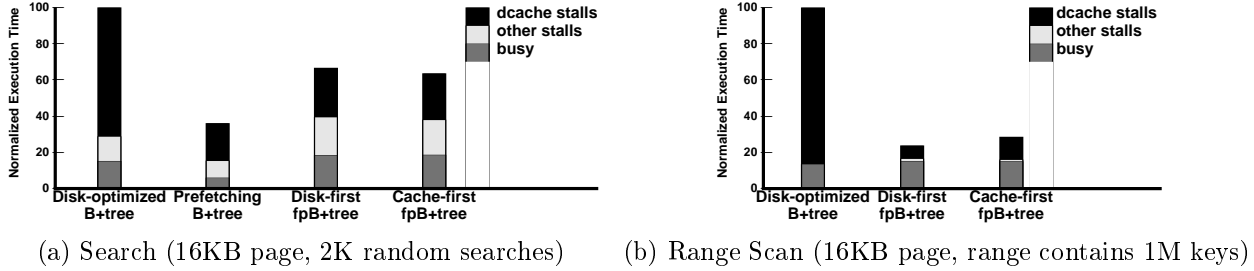 Normalized Execution Time
100
80
60
40
20
0
dcache stalls
other stalls
busy
Disk-optimized B+tree
Prefetching B+tree
Disk-first fpB+tree
Cache-first fpB+tree
(a) Search (16KB page, 2K random searches)
Normalized Execution Time
100
80
60
40
20
0
dcache stalls
other stalls
busy
Disk-optimized B+tree
Disk-first fpB+tree
Cache-first fpB+tree
(b) Range Scan (16KB page, range contains 1M keys)